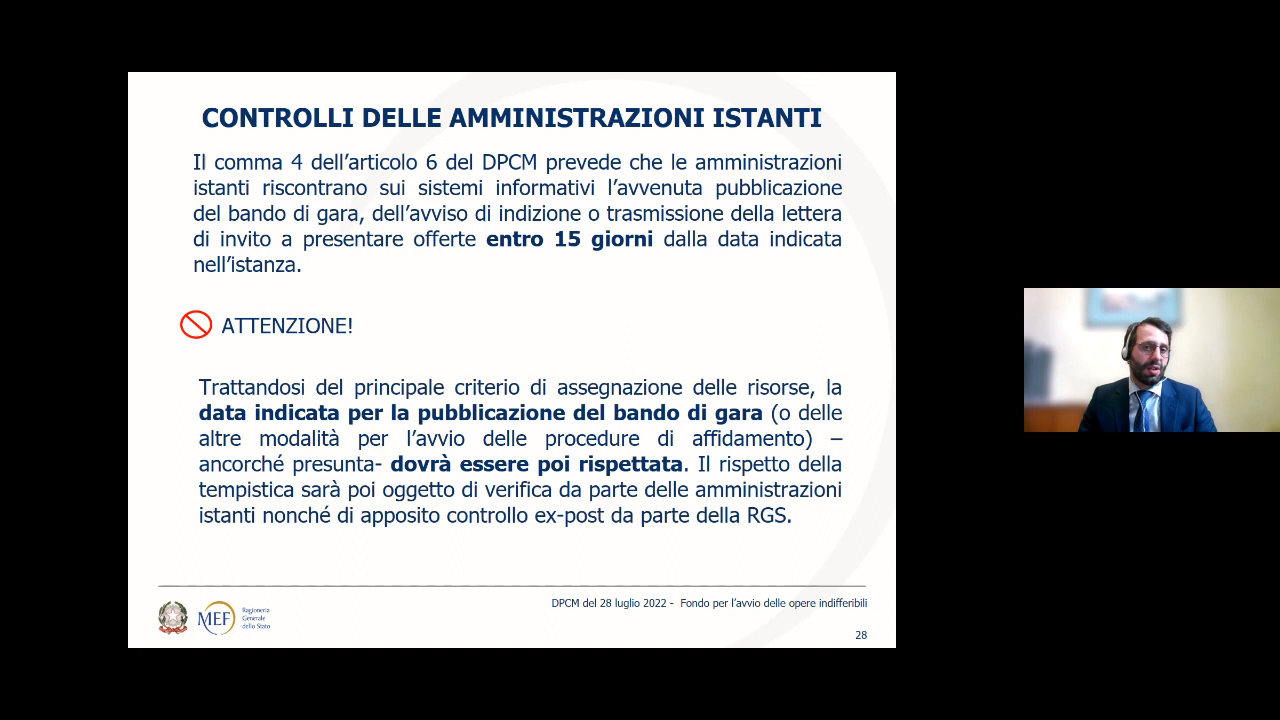 CONTROLLI DELLE AMMINISTRAZIONI ISTANTI
Il comma 4 dell’articolo 6 del DPCM prevede che le amministrazioni
istanti riscontrano sui sistemi informativi l’avvenuta pubblicazione
del bando di gara, dell’avviso di indizione o trasmissione della lettera
di invito a presentare offerte entro 15 giorni dalla data indicata
nell’istanza.
ATTENZIONE!
Trattandosi del principale criterio di assegnazione delle risorse, la
data indicata per la pubblicazione del bando di gara (o delle
altre modalità per l’avvio delle procedure di affidamento) –
ancorché presunta- dovrà essere poi rispettata. Il rispetto della
tempistica sarà poi oggetto di verifica da parte delle amministrazioni
istanti nonché di apposito controllo ex-post da parte della RGS.
DPCM del 28 luglio 2022 - Fondo per l’avvio delle opere indifferibili
MEF
Ragioneria
Generale
dello Stato
28